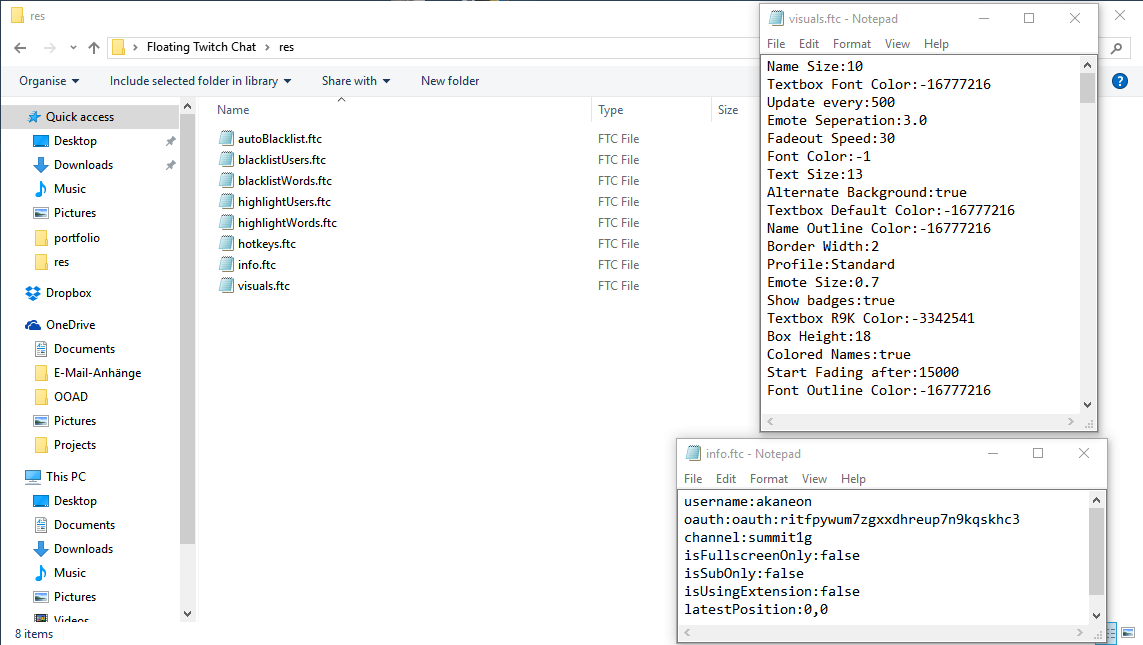 res
Floating Twitch Chat > res
Organise
Include selected folder in library
Share with
New folder
Quick access
Desktop
Downloads
Music
Pictures
portfolio
res
Dropbox
OneDrive
Documents
E-Mail-Anhänge
OOAD
Pictures
Projects
This PC
Desktop
Documents
Downloads
Music
Pictures
Videos
8 items
Name Type Size
autoBlacklist.ftc FTC File
blacklistUsers.ftc FTC File
blacklistWords.ftc FTC File
highlightUsers.ftc FTC File
highlightWords.ftc FTC File
hotkeys.ftc FTC File
info.ftc FTC File
visuals.ftc FTC File
visuals.ftc - Notepad
File Edit Format View Help
Name Size:10
Textbox Font Color:-16777216
Update every:500
Emote Seperation:3.0
Fadeout Speed:30
Font Color:-1
Text Size:13
Alternate Background:true
Textbox Default Color:-16777216
Name Outline Color:-16777216
Border Width:2
Profile:Standard
Emote Size:0.7
Show badges:true
Textbox R9K Color:-3342541
Box Height:18
Colored Names:true
Start Fading after:15000
Font Outline Color:-16777216
info.ftc - Notepad
File Edit Format View Help
username:akaneon
oauth:oauth:ritfpywum7zgxxdhreup7n9kqskhc3
channel:summit1g
isFullscreenOnly:false
isSubOnly:false
isUsingExtension:false
latestPosition:0,0